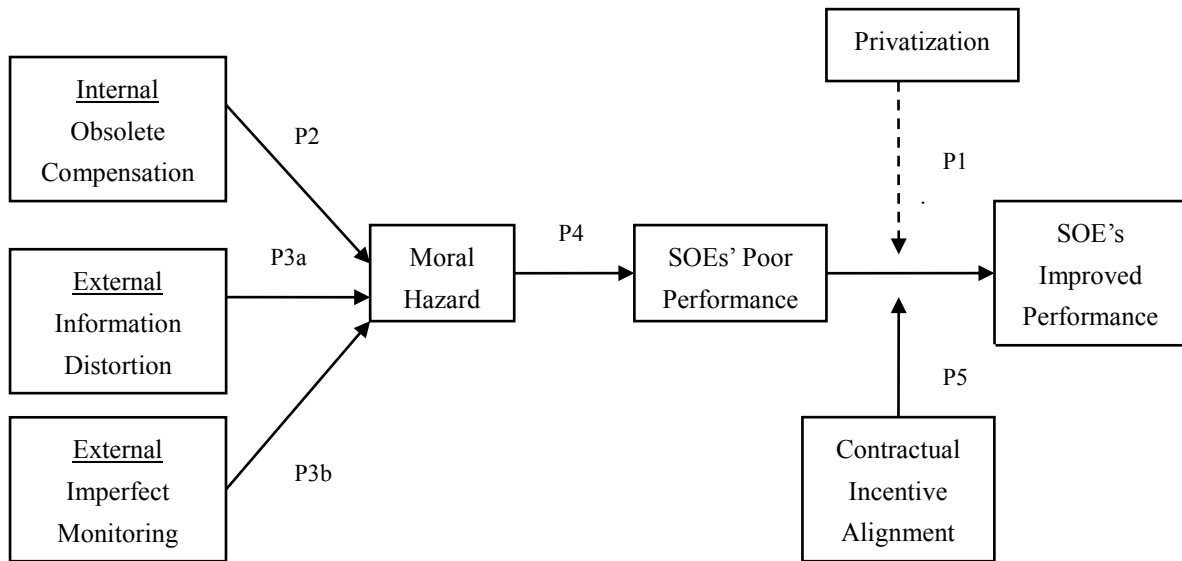 Privatization
Internal
Obsolete
Compensation
P2
P1
External
Information
Distortion
P3a
Moral
Hazard
P4
SOEs’ Poor
Performance
SOE’s
Improved
Performance
External
Imperfect
Monitoring
P3b
P5
Contractual
Incentive
Alignment